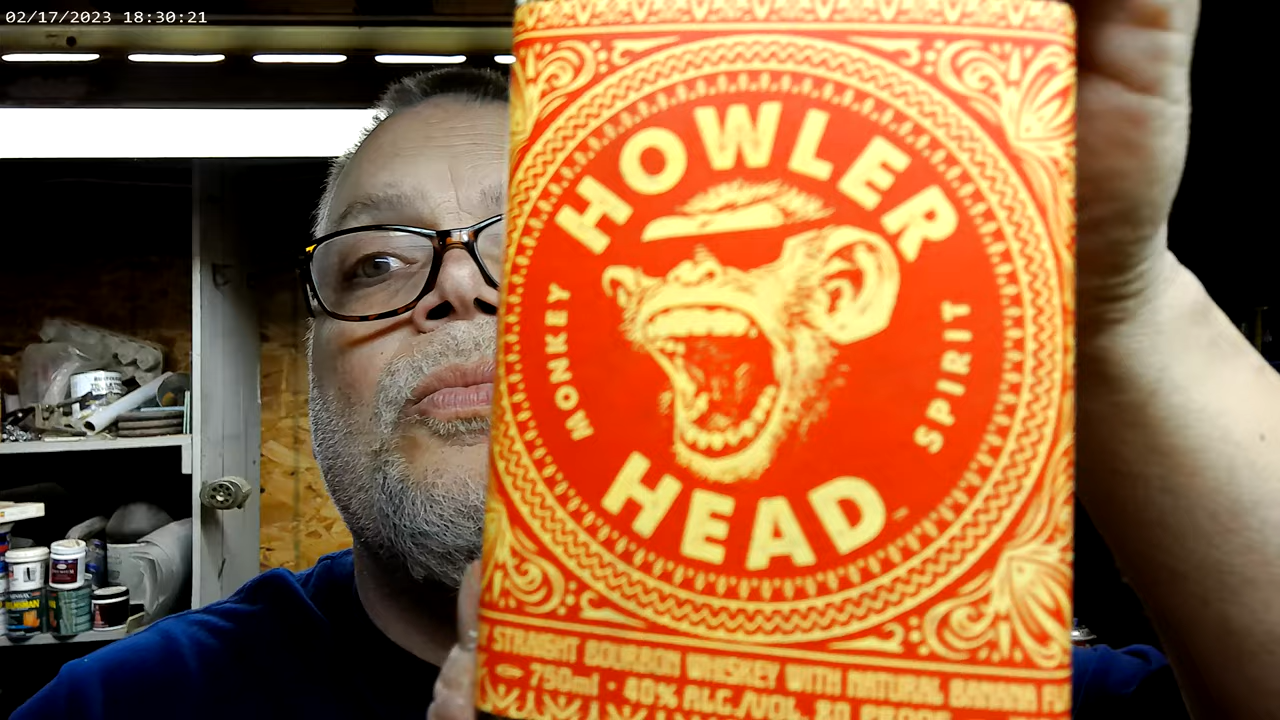 02/17/2023 18:30:21
HOWLER
MONKEY
SPIRIT
HEAD
STRAIGHT BOURBON WHISKEY WITH NATURAL BANANA
750ml · 40% ALC./VOL. 80 PROOF